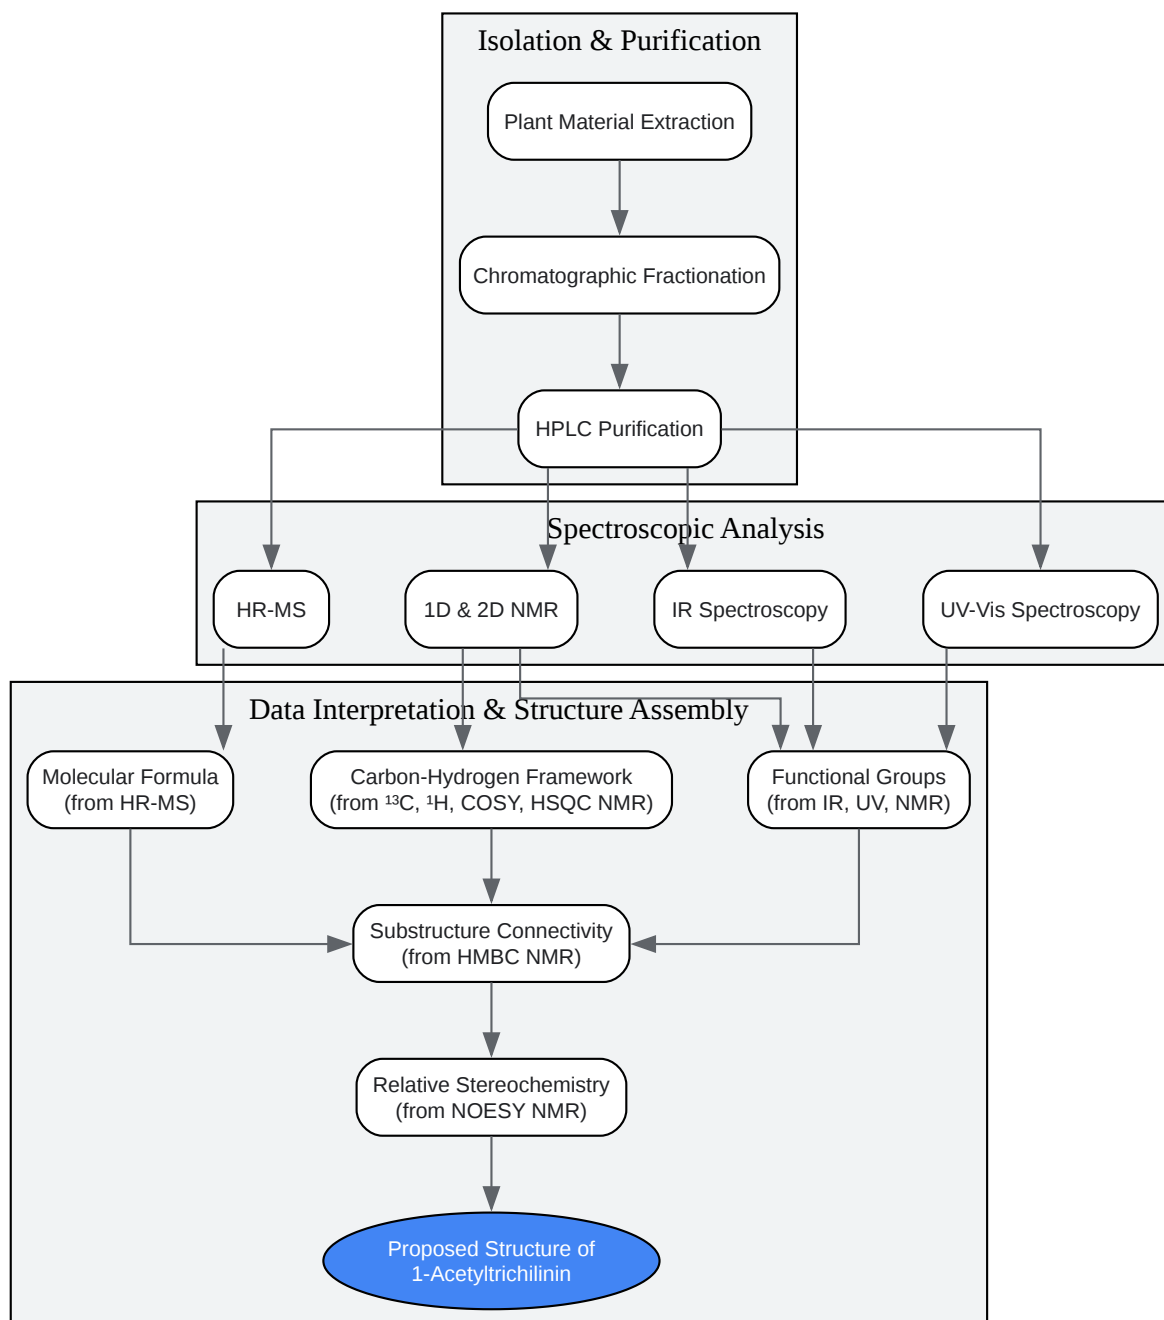 Isolation & Purification
Plant Material Extraction
Chromatographic Fractionation
HPLC Purification
Spectroscopic Analysis
HR-MS
1D & 2D NMR
IR Spectroscopy
UV-Vis Spectroscopy
Data Interpretation & Structure Assembly
Molecular Formula
(from HR-MS)
Carbon-Hydrogen Framework
(from ¹³C, ¹H, COSY, HSQC NMR)
Functional Groups
(from IR, UV, NMR)
Substructure Connectivity
(from HMBC NMR)
Relative Stereochemistry
(from NOESY NMR)
Proposed Structure of
1-Acetyltrichilinin